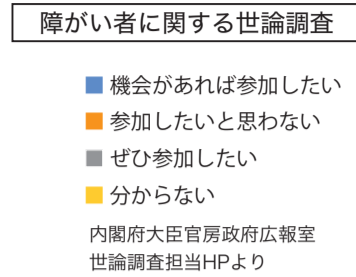 障がい者に関する世論調査
機会があれば参加したい
参加したいと思わない
ぜひ参加したい
分からない
内閣府大臣官房政府広報室
世論調査担当HPより